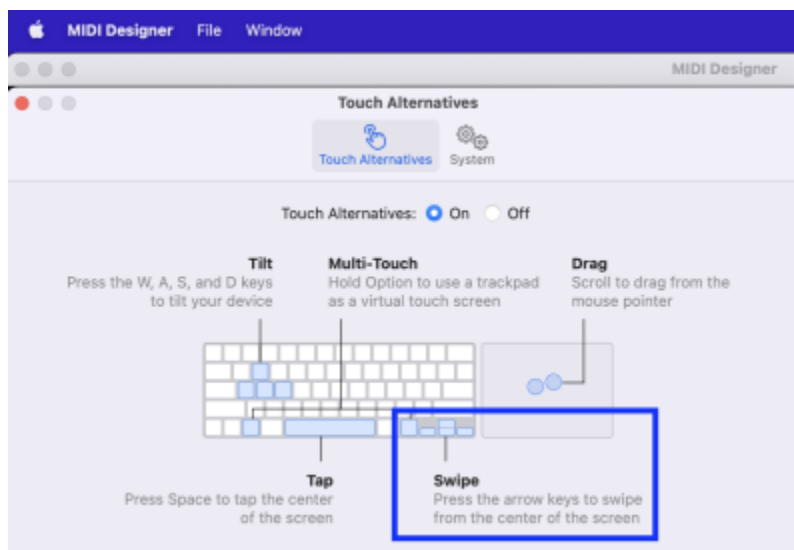 MIDI Designer File Window
MIDI Designer
Touch Alternatives
Touch Alternatives System
Touch Alternatives: On Off
Tilt
Press the W, A, S, and D keys
to tilt your device
Multi-Touch
Hold Option to use a trackpad
as a virtual touch screen
Drag
Scroll to drag from the
mouse pointer
Tap
Press Space to tap the center
of the screen
Swipe
Press the arrow keys to swipe
from the center of the screen